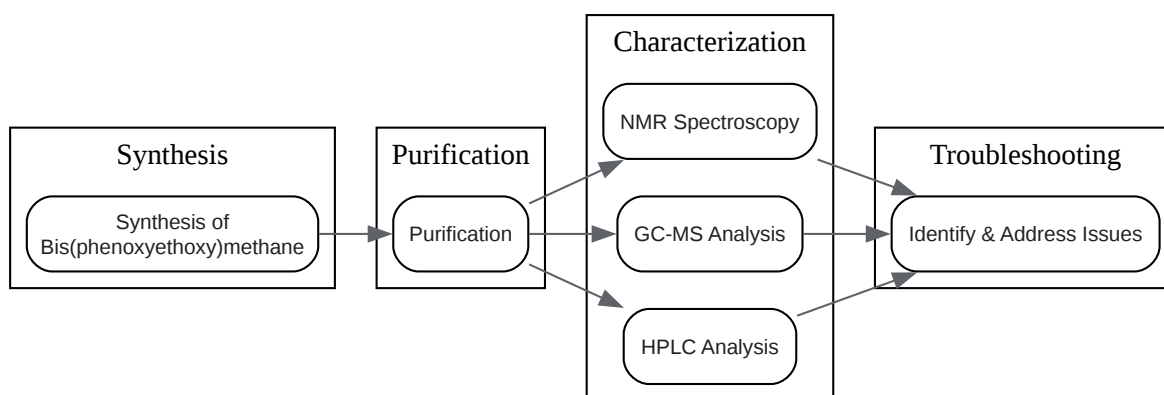 Synthesis
Synthesis of
Bis(phenoxyethoxy)methane
Purification
Purification
Characterization
NMR Spectroscopy
GC-MS Analysis
HPLC Analysis
Troubleshooting
Identify & Address Issues